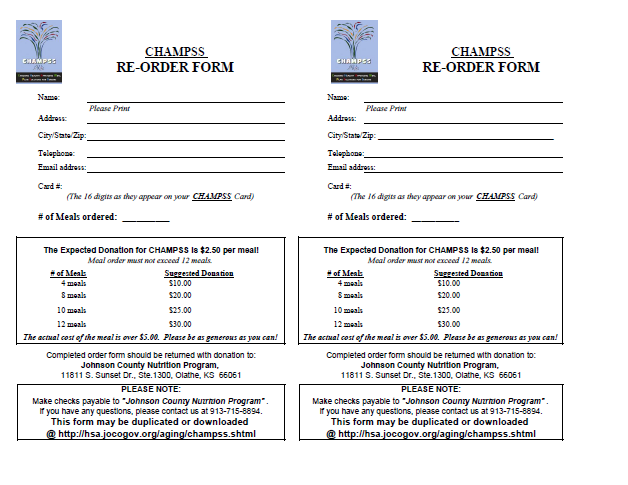 CHAMPSS
CHAMPSS
RE-ORDER FORM
Name:
Please Print
Address:
City/State/Zip:
Telephone:
Email address:
Card #:
(The 16 digits as they appear on your CHAMPSS Card)
# of Meals ordered: __________
The Expected Donation for CHAMPSS is $2.50 per meal!
Meal order must not exceed 12 meals.
# of Meals Suggested Donation
4 meals $10.00
8 meals $20.00
10 meals $25.00
12 meals $30.00
The actual cost of the meal is over $5.00. Please be as generous as you can!
Completed order form should be returned with donation to:
Johnson County Nutrition Program,
11811 S. Sunset Dr., Ste.1300, Olathe, KS 66061
PLEASE NOTE:
Make checks payable to "Johnson County Nutrition Program" .
If you have any questions, please contact us at 913-715-8894.
This form may be duplicated or downloaded
@ http://hsa.jocogov.org/aging/champss.shtml
CHAMPSS
CHAMPSS
RE-ORDER FORM
Name:
Please Print
Address:
City/State/Zip:
Telephone:
Email address:
Card #:
(The 16 digits as they appear on your CHAMPSS Card)
# of Meals ordered: __________
The Expected Donation for CHAMPSS is $2.50 per meal!
Meal order must not exceed 12 meals.
# of Meals Suggested Donation
4 meals $10.00
8 meals $20.00
10 meals $25.00
12 meals $30.00
The actual cost of the meal is over $5.00. Please be as generous as you can!
Completed order form should be returned with donation to:
Johnson County Nutrition Program,
11811 S. Sunset Dr., Ste.1300, Olathe, KS 66061
PLEASE NOTE:
Make checks payable to "Johnson County Nutrition Program" .
If you have any questions, please contact us at 913-715-8894.
This form may be duplicated or downloaded
@ http://hsa.jocogov.org/aging/champss.shtml